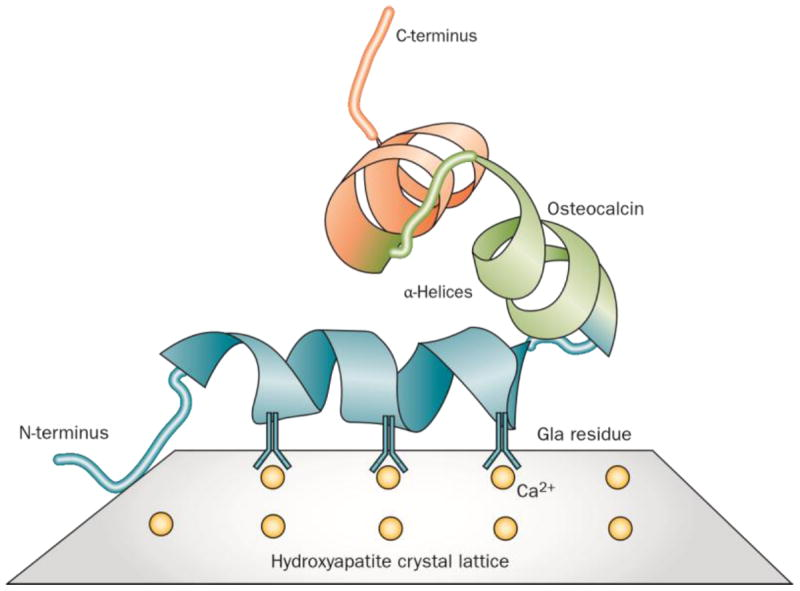 C-terminus
Osteocalcin
α-Helices
N-terminus
Gla residue
Ca²⁺
Hydroxyapatite crystal lattice